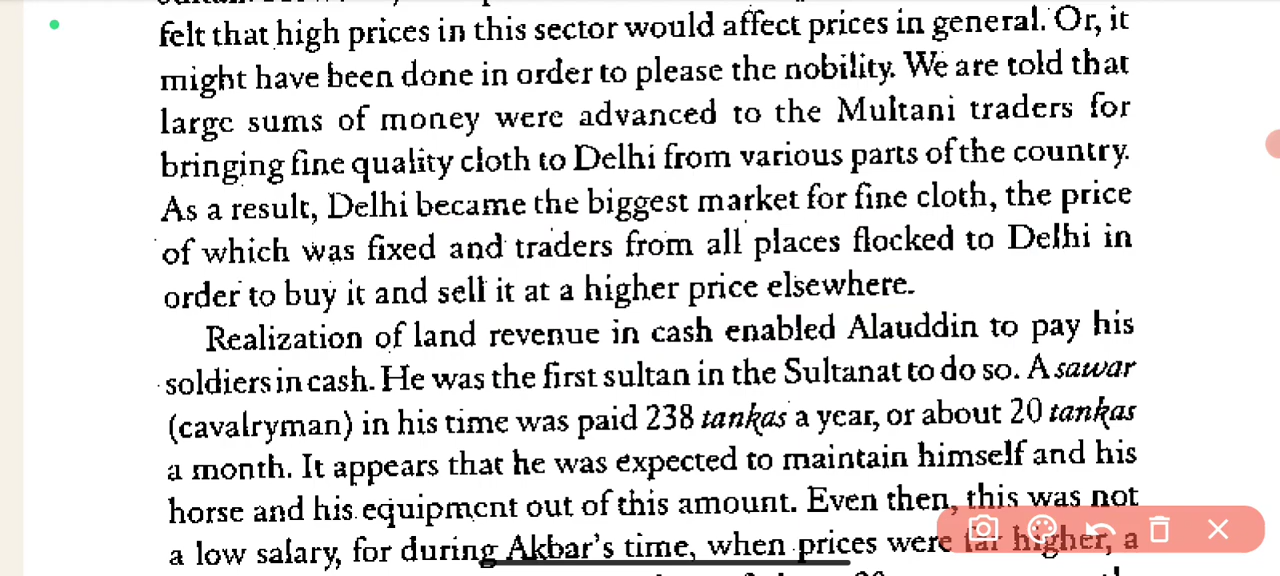 felt that high prices in this sector would affect prices in general. Or, it
might have been done in order to please the nobility. We are told that
large sums of money were advanced to the Multani traders for
bringing fine quality cloth to Delhi from various parts of the country.
As a result, Delhi became the biggest market for fine cloth, the price
of which was fixed and traders from all places flocked to Delhi in
order to buy it and sell it at a higher price elsewhere.
Realization of land revenue in cash enabled Alauddin to pay his
soldiers in cash. He was the first sultan in the Sultanat to do so. A sawar
(cavalryman) in his time was paid 238 tankas a year, or about 20 tankas
a month. It appears that he was expected to maintain himself and his
horse and his equipment out of this amount. Even then, this was not
a low salary, for during Akbar's time, when prices were far higher, a